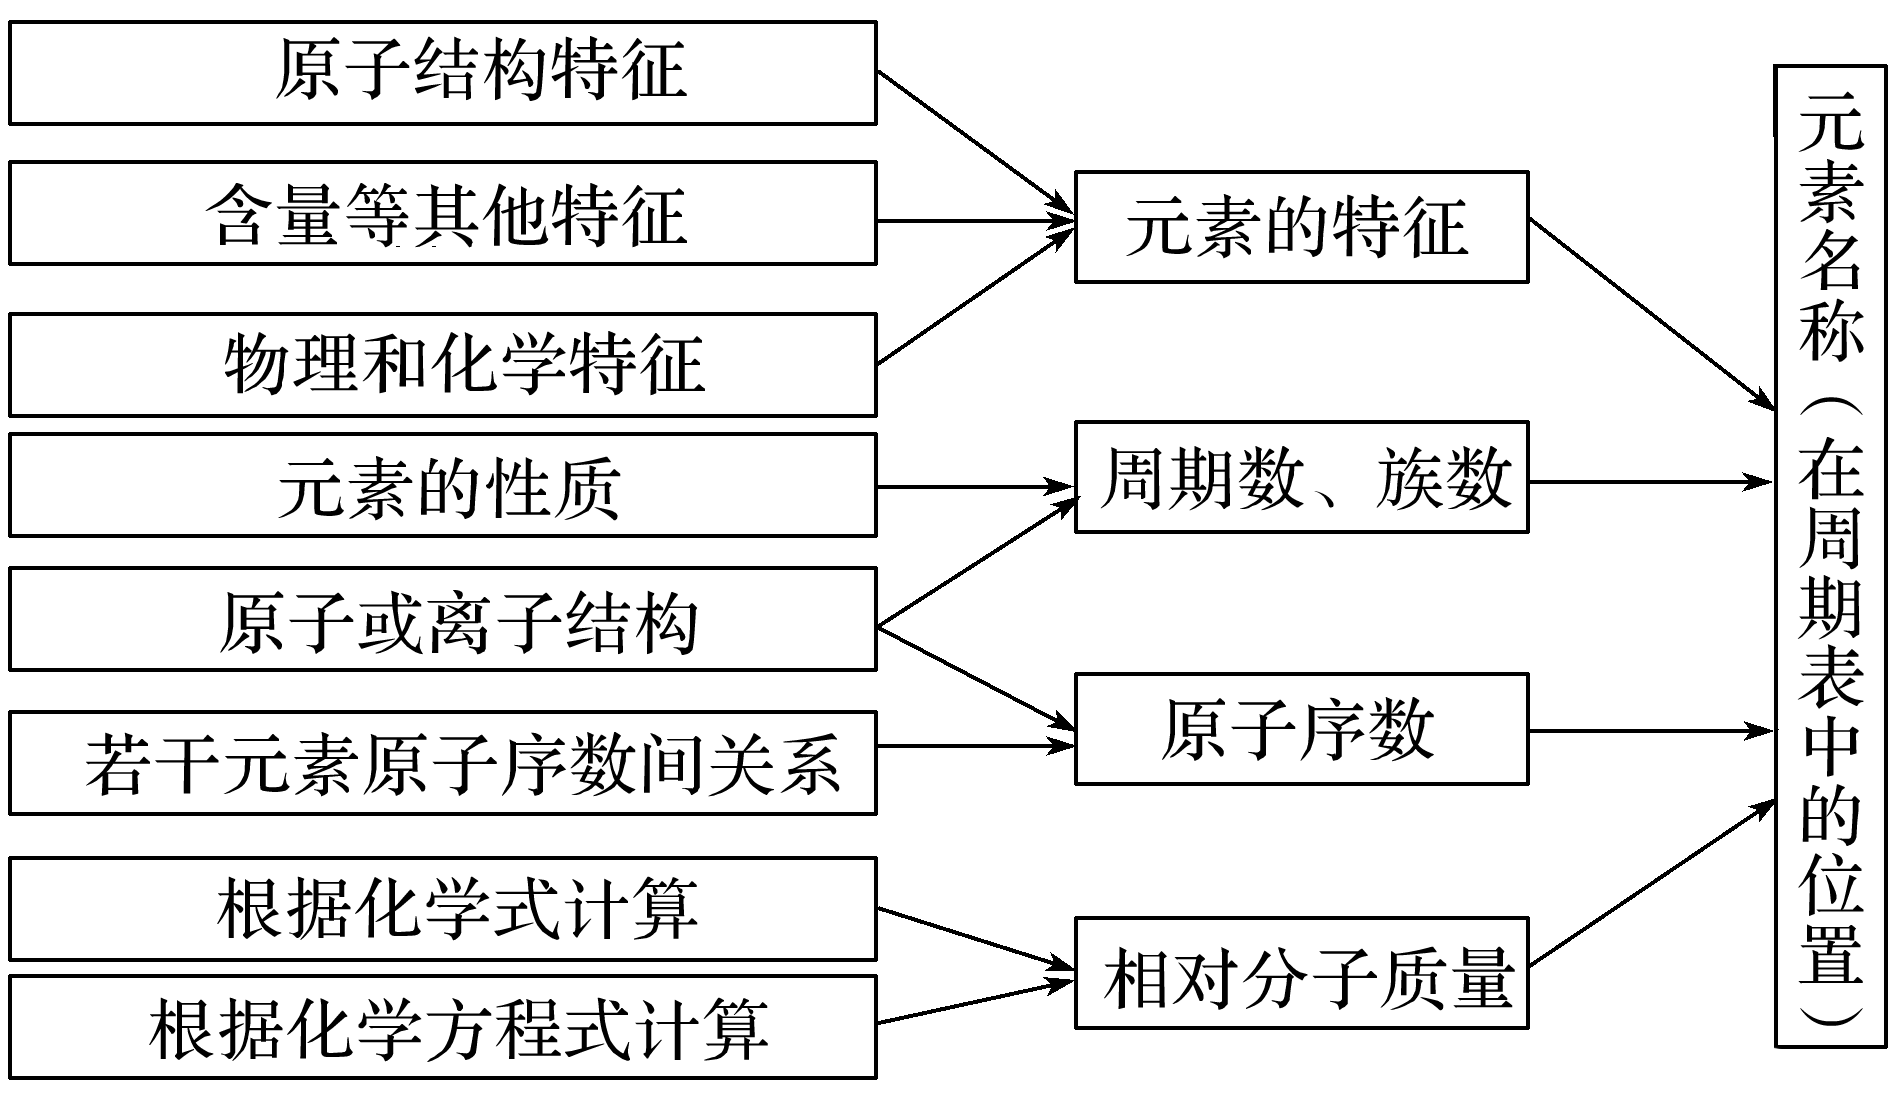 原子结构特征
含量等其他特征
物理和化学特征
元素的性质
原子或离子结构
若干元素原子序数间关系
根据化学式计算
根据化学方程式计算
元素的特征
周期数、族数
原子序数
相对分子质量
元素名称（在周期表中的位置）